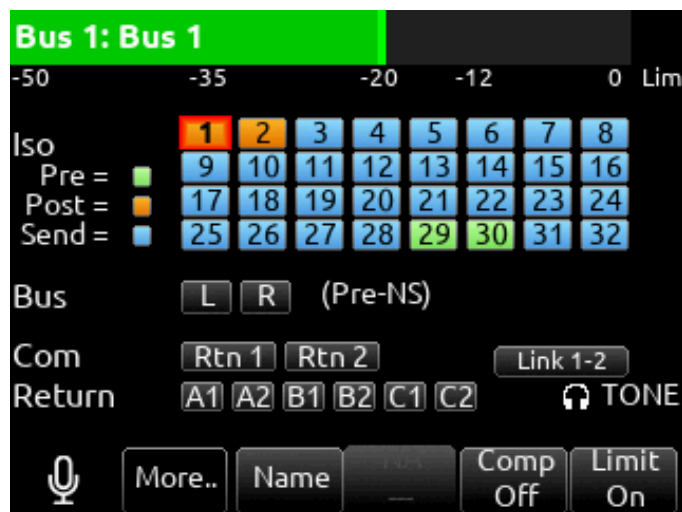 Bus 1: Bus 1
-50 -35 -20 -12 0 Lim
Iso
1 2 3 4 5 6 7 8
Pre = 9 10 11 12 13 14 15 16
Post = 17 18 19 20 21 22 23 24
Send = 25 26 27 28 29 30 31 32
Bus L R (Pre-NS)
Com Rtn 1 Rtn 2 Link 1-2
Return A1 A2 B1 B2 C1 C2 TONE
More.. Name NA --- Comp Off Limit On